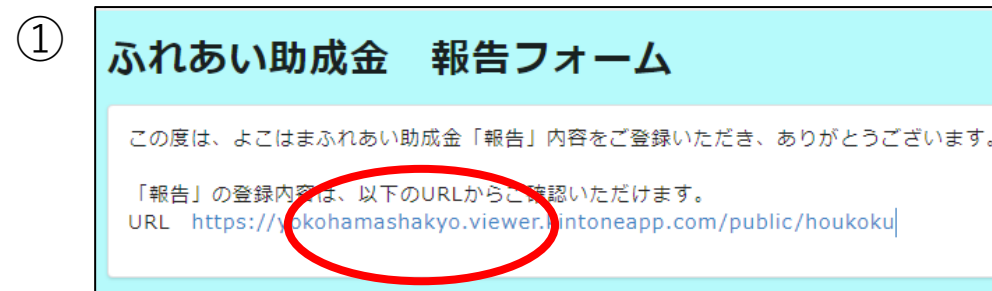 ①
ふれあい助成金　報告フォーム
この度は、よこはまふれあい助成金「報告」内容をご登録いただき、ありがとうございます。
「報告」の登録内容は、以下のURLからご確認いただけます。
URL　https://yokohamashakyo.viewer.kintoneapp.com/public/houkoku